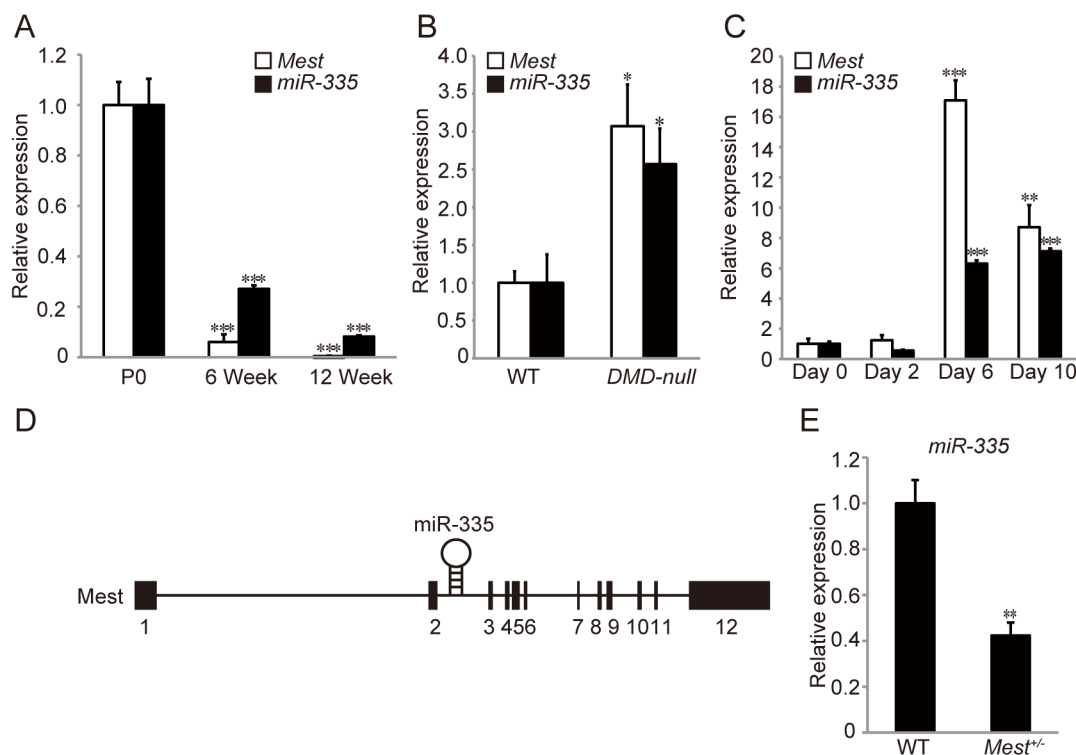 A
Relative expression
1.2
1.0
0.8
0.6
0.4
0.2
0
Mest
miR-335
***
***
***
***
P0
6 Week
12 Week
B
Relative expression
4.0
3.5
3.0
2.5
2.0
1.5
1.0
0.5
0
Mest
miR-335
*
*
WT
DMD-null
C
Relative expression
20
18
16
14
12
10
8
6
4
2
0
Mest
miR-335
***
***
**
***
Day 0
Day 2
Day 6
Day 10
D
miR-335
Mest
1 2 3 4 5 6 7 8 9 10 11 12
E
miR-335
Relative expression
1.2
1.0
0.8
0.6
0.4
0.2
0
**
WT
Mest+/-